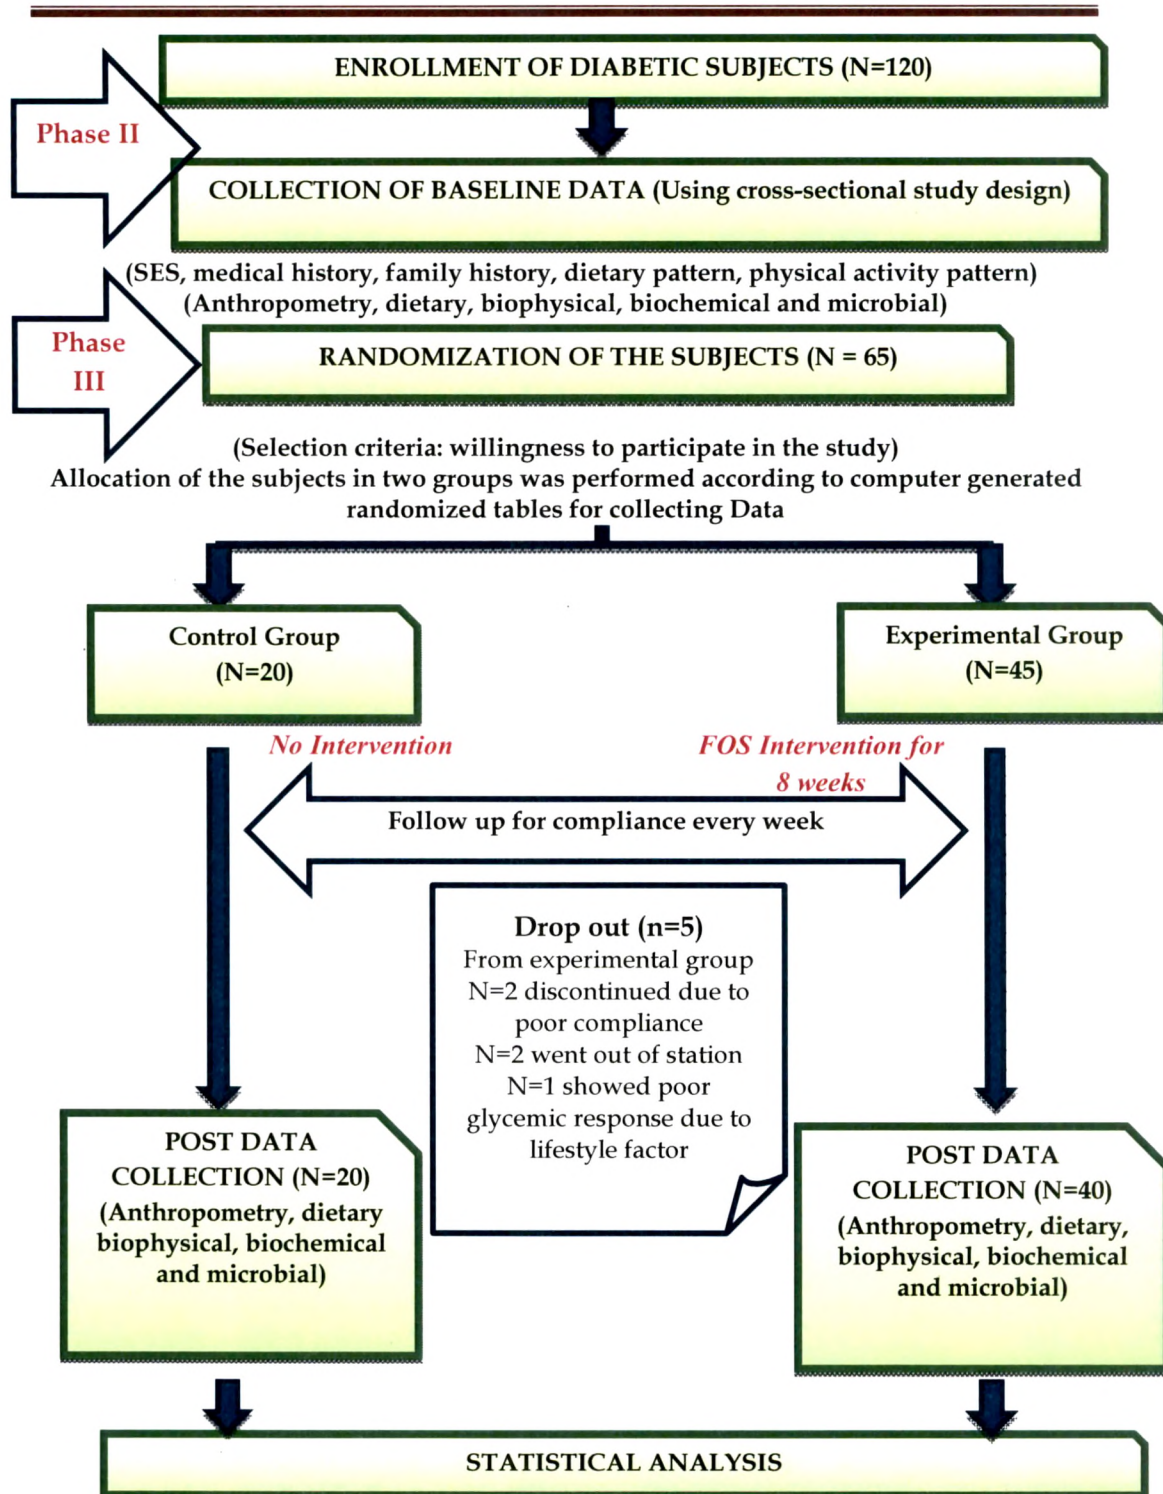 ENROLLMENT OF DIABETIC SUBJECTS (N=120)
Phase II
COLLECTION OF BASELINE DATA (Using cross-sectional study design)
(SES, medical history, family history, dietary pattern, physical activity pattern)
(Anthropometry, dietary, biophysical, biochemical and microbial)
Phase
III
RANDOMIZATION OF THE SUBJECTS (N = 65)
(Selection criteria: willingness to participate in the study)
Allocation of the subjects in two groups was performed according to computer generated
randomized tables for collecting Data
Control Group
(N=20)
Experimental Group
(N=45)
No Intervention
FOS Intervention for
8 weeks
Follow up for compliance every week
Drop out (n=5)
From experimental group
N=2 discontinued due to
poor compliance
N=2 went out of station
N=1 showed poor
glycemic response due to
lifestyle factor
POST DATA
COLLECTION (N=20)
(Anthropometry, dietary
biophysical, biochemical
and microbial)
POST DATA
COLLECTION (N=40)
(Anthropometry, dietary,
biophysical, biochemical
and microbial)
STATISTICAL ANALYSIS